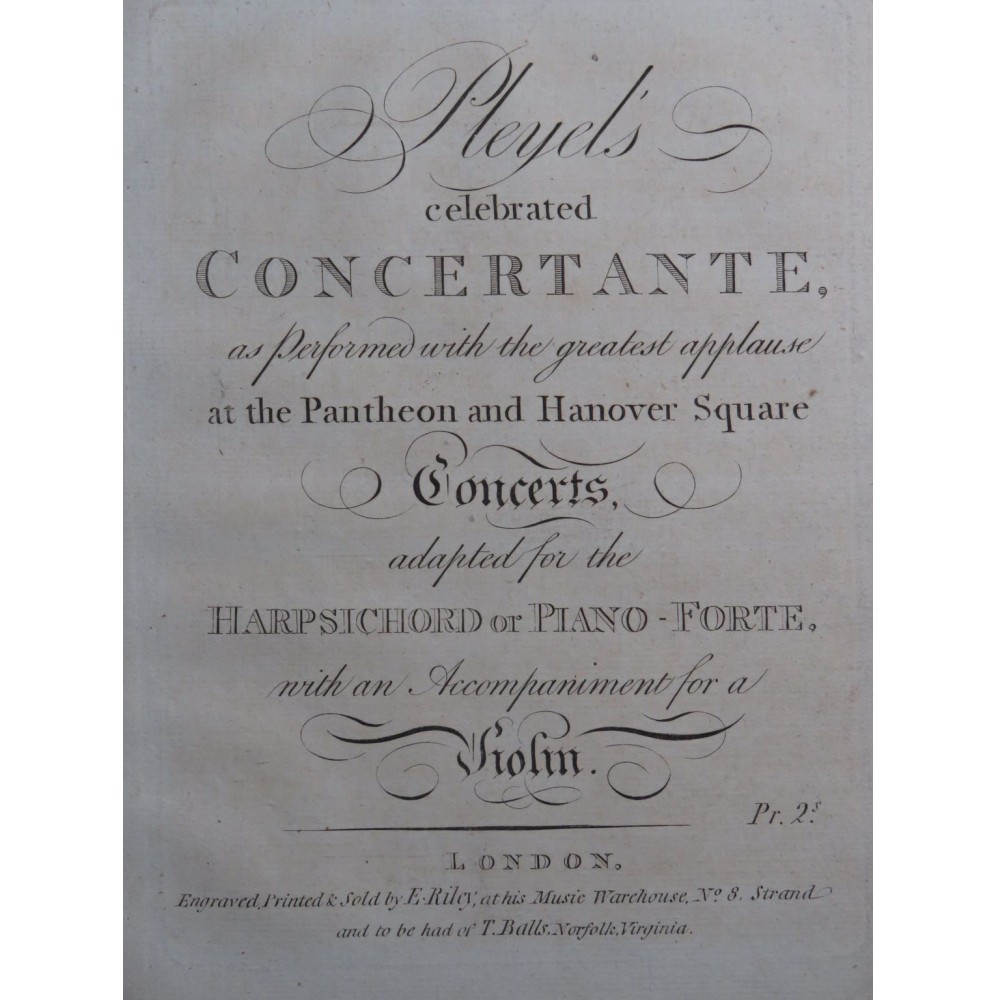 Pleyel's
celebrated
CONCERTANTE,
as Performed with the greatest applause
at the Pantheon and Hanover Square
Concerts,
adapted for the
HARPSICHORD or PIANO-FORTE,
with an Accompaniment for a
Violin.
Pr. 2s.
LONDON,
Engraved, Printed & Sold by E. Riley, at his Music Warehouse, No 8. Strand
and to be had of T. Balls, Norfolk, Virginia.